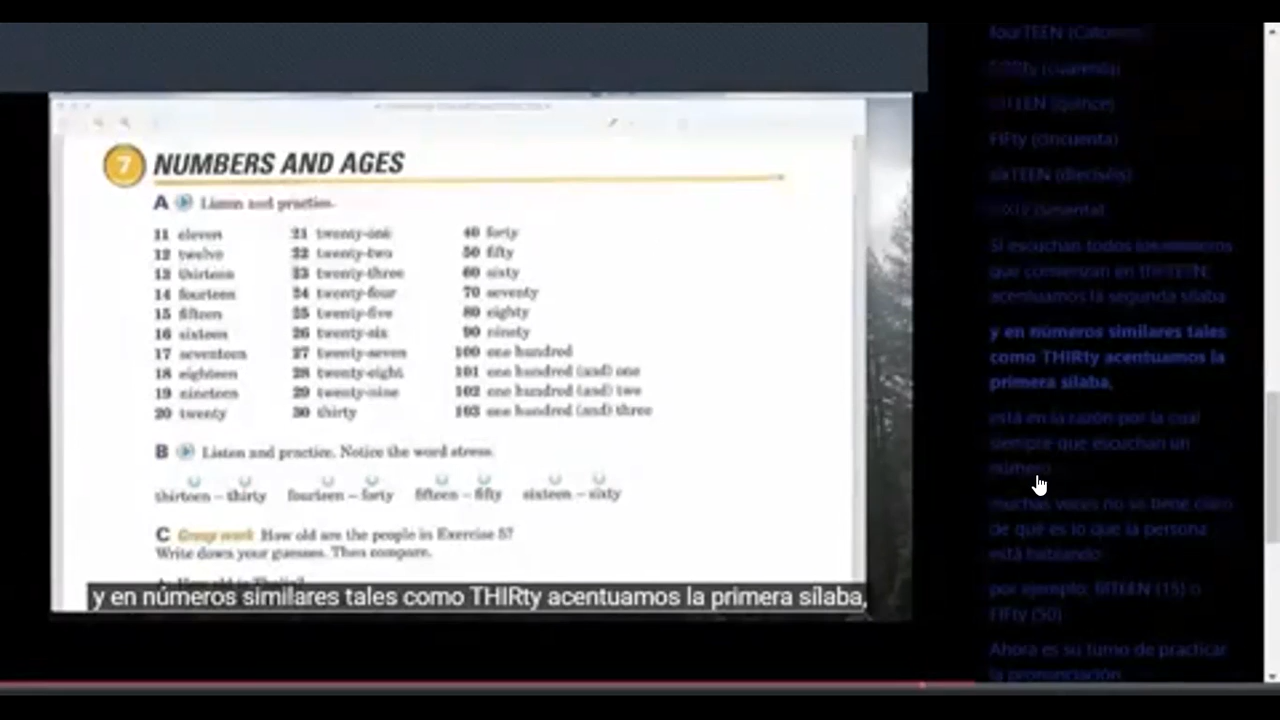 7 NUMBERS AND AGES
A Listen and practice.
11 eleven
12 twelve
13 thirteen
14 fourteen
15 fifteen
16 sixteen
17 seventeen
18 eighteen
19 nineteen
20 twenty
21 twenty-one
22 twenty-two
23 twenty-three
24 twenty-four
25 twenty-five
26 twenty-six
27 twenty-seven
28 twenty-eight
29 twenty-nine
30 thirty
40 forty
50 fifty
60 sixty
70 seventy
80 eighty
90 ninety
100 one hundred
101 one hundred (and) one
102 one hundred (and) two
103 one hundred (and) three
B Listen and practice. Notice the word stress.
thirteen – thirty fourteen – forty fifteen – fifty sixteen – sixty
C Group work How old are the people in Exercise 5?
Write down your guesses. Then compare.
y en números similares tales como THIRty acentuamos la primera sílaba,
fourTEEN
(cuarenta)
(quince)
FIFty (cincuenta)
sixTEEN (dieciséis)
(sesenta)
Si escuchan todos los números
que comienzan en thirTEEN
acentuamos la segunda sílaba
y en números similares tales
como THIRty acentuamos la
primera sílaba,
está en la razón por la cual
siempre que escuchan un
número
muchas veces no se tiene claro
de qué es lo que la persona
está hablando
por ejemplo: fifTEEN (15) o
FIFty (50)
Ahora es su turno de practicar
la pronunciación